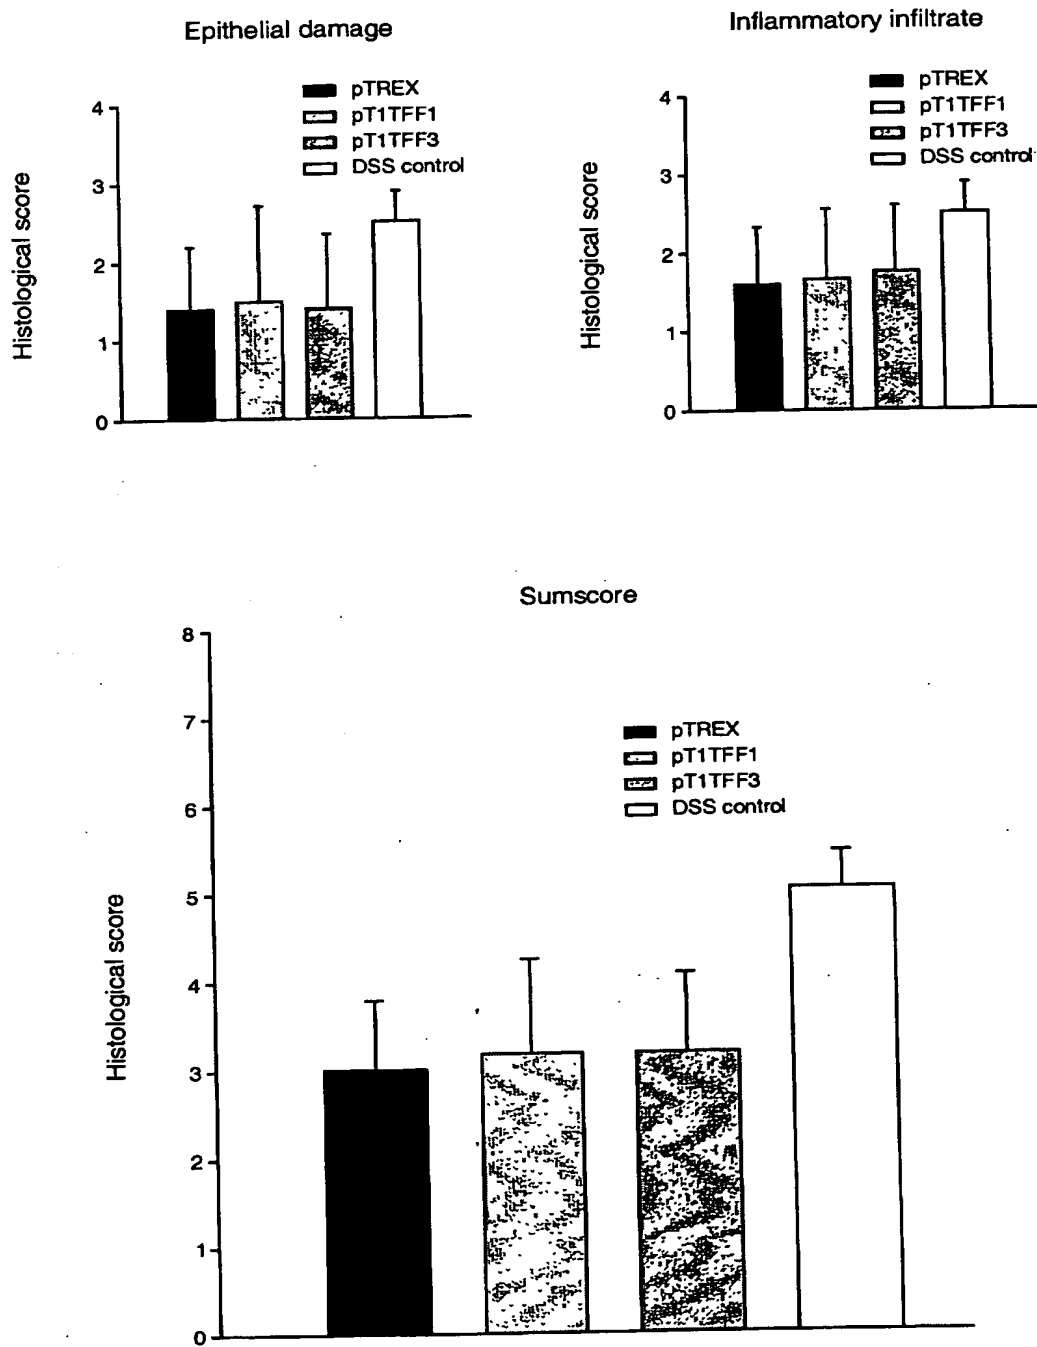 Epithelial damage
pTREX
pT1TFF1
pT1TFF3
DSS control
4
3
2
1
0
Histological score
Inflammatory infiltrate
pTREX
pT1TFF1
pT1TFF3
DSS control
4
3
2
1
0
Histological score
Sumscore
pTREX
pT1TFF1
pT1TFF3
DSS control
8
7
6
5
4
3
2
1
0
Histological score